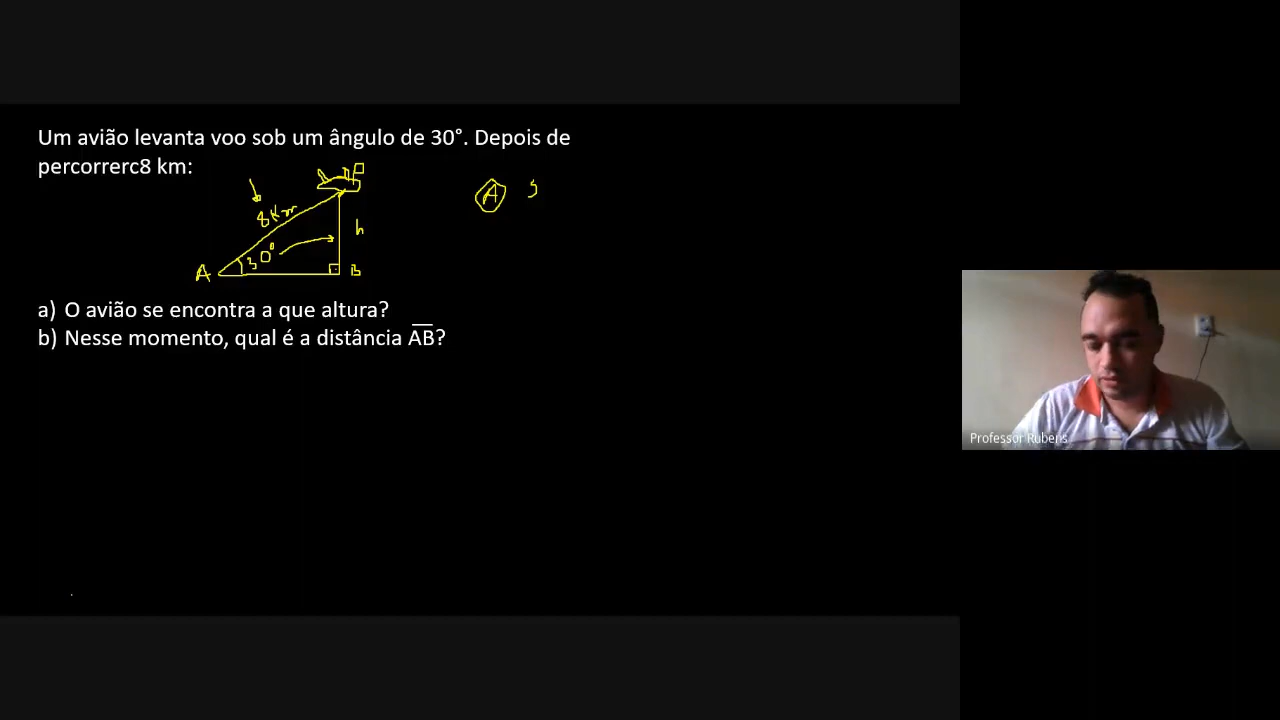 Um avião levanta voo sob um ângulo de 30°. Depois de
percorrerc8 km:
8 Km
h
30°
A
B
A s
a) O avião se encontra a que altura?
b) Nesse momento, qual é a distância A̅B̅?
Professor Rubens